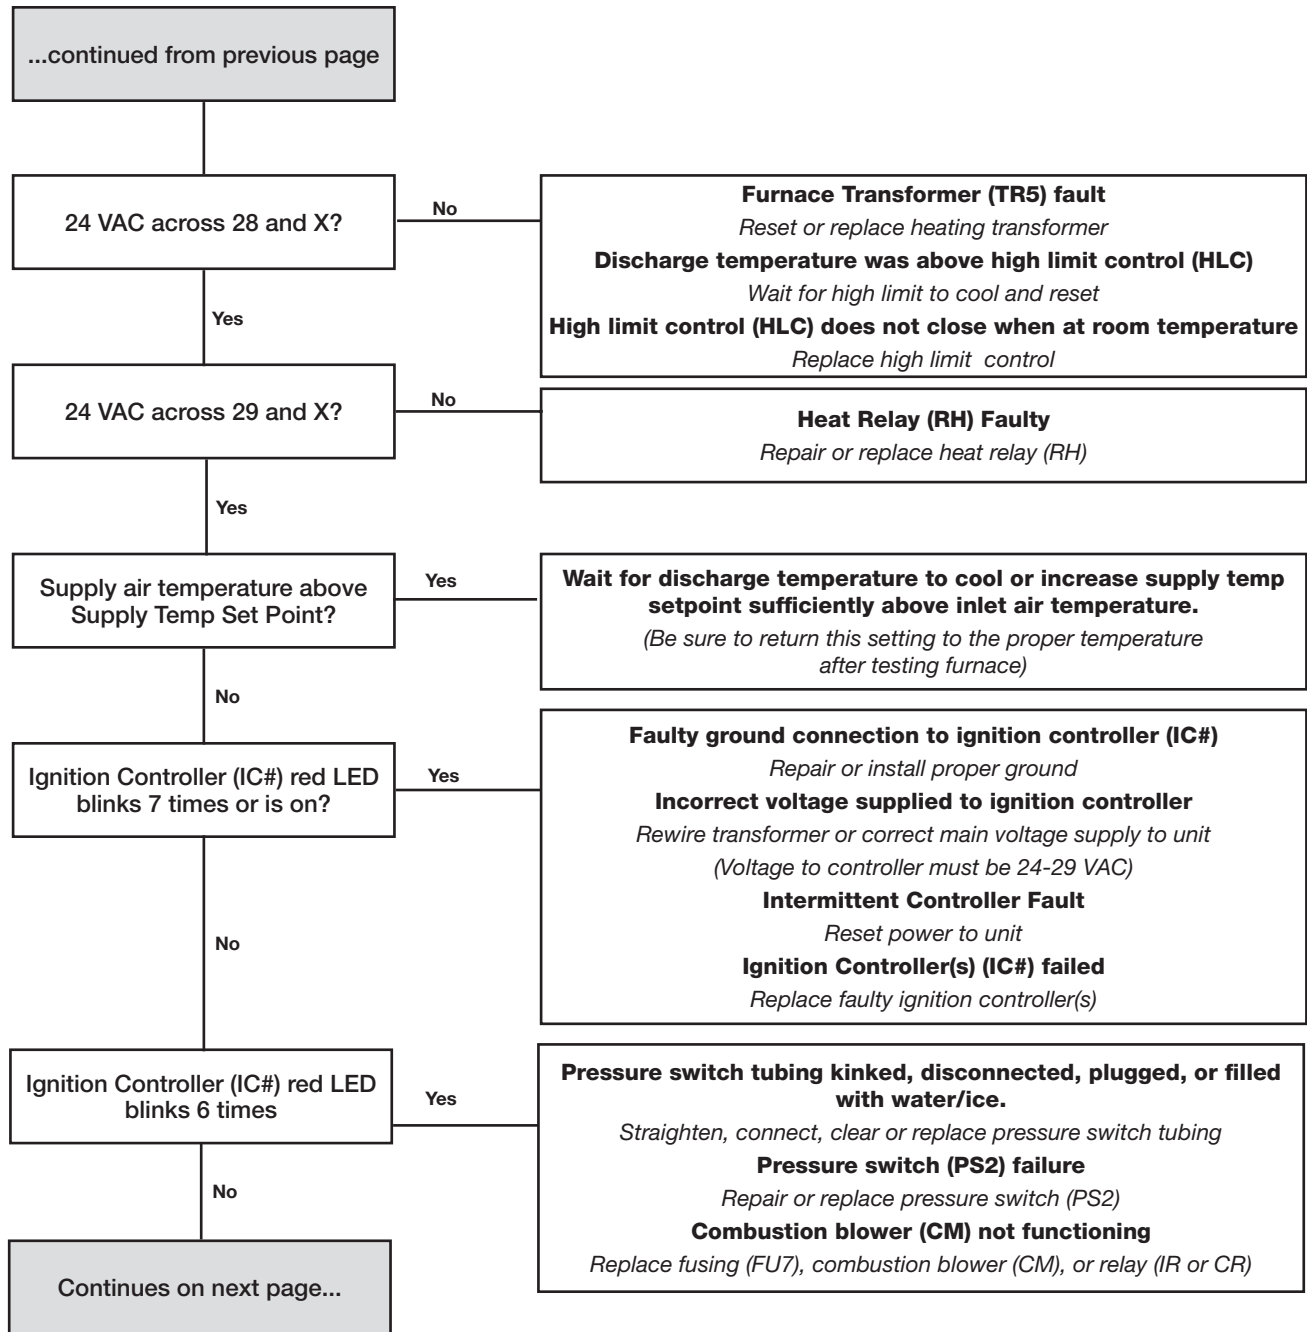 ...continued from previous page
24 VAC across 28 and X?
No
Furnace Transformer (TR5) fault
Reset or replace heating transformer
Discharge temperature was above high limit control (HLC)
Wait for high limit to cool and reset
High limit control (HLC) does not close when at room temperature
Replace high limit control
Yes
24 VAC across 29 and X?
No
Heat Relay (RH) Faulty
Repair or replace heat relay (RH)
Yes
Supply air temperature above
Supply Temp Set Point?
Yes
Wait for discharge temperature to cool or increase supply temp
setpoint sufficiently above inlet air temperature.
(Be sure to return this setting to the proper temperature
after testing furnace)
No
Ignition Controller (IC#) red LED
blinks 7 times or is on?
Yes
Faulty ground connection to ignition controller (IC#)
Repair or install proper ground
Incorrect voltage supplied to ignition controller
Rewire transformer or correct main voltage supply to unit
(Voltage to controller must be 24-29 VAC)
Intermittent Controller Fault
Reset power to unit
Ignition Controller(s) (IC#) failed
Replace faulty ignition controller(s)
No
Ignition Controller (IC#) red LED
blinks 6 times
Yes
Pressure switch tubing kinked, disconnected, plugged, or filled
with water/ice.
Straighten, connect, clear or replace pressure switch tubing
Pressure switch (PS2) failure
Repair or replace pressure switch (PS2)
Combustion blower (CM) not functioning
Replace fusing (FU7), combustion blower (CM), or relay (IR or CR)
No
Continues on next page...